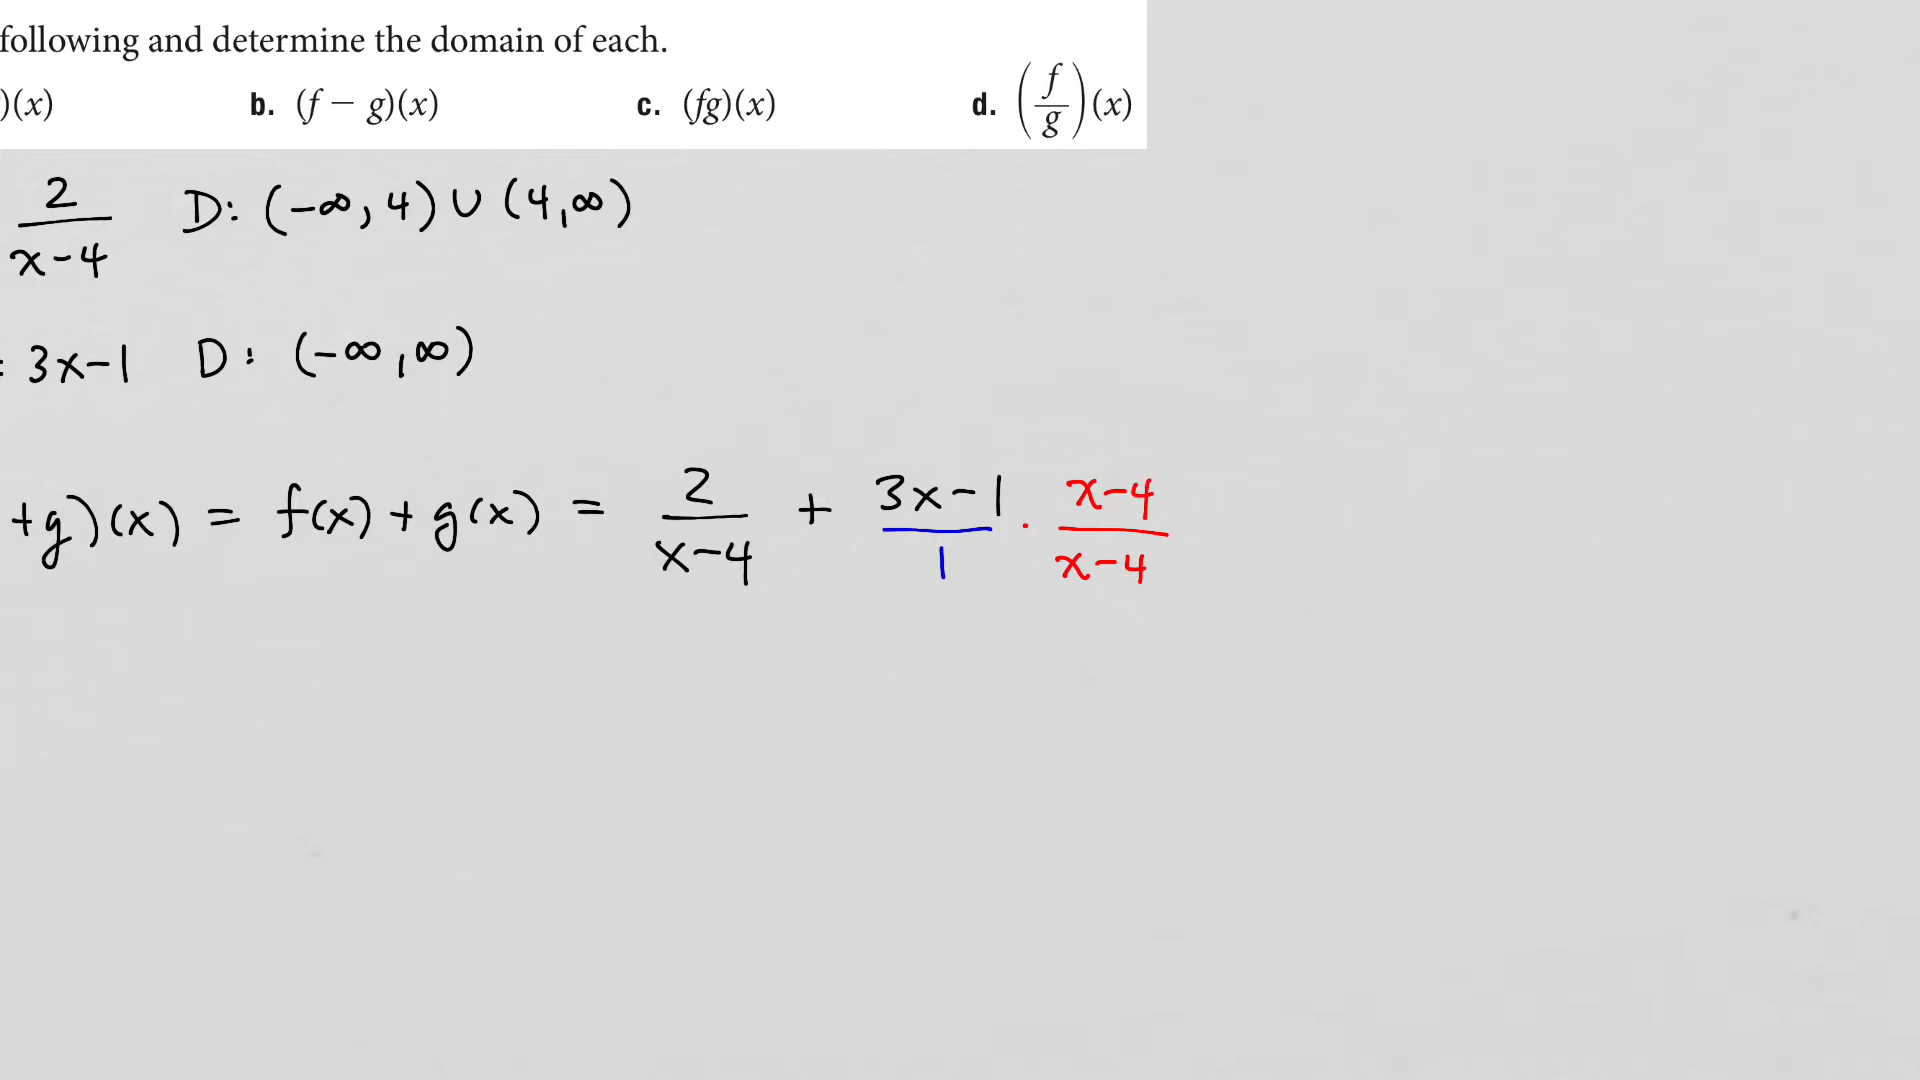 following and determine the domain of each.
)(x) b. (f − g)(x) c. (fg)(x) d. (f/g)(x)
2/(x-4) D: (-∞, 4) ∪ (4, ∞)
= 3x-1 D: (-∞, ∞)
+g)(x) = f(x) + g(x) = 2/(x-4) + (3x-1)/1 · (x-4)/(x-4)